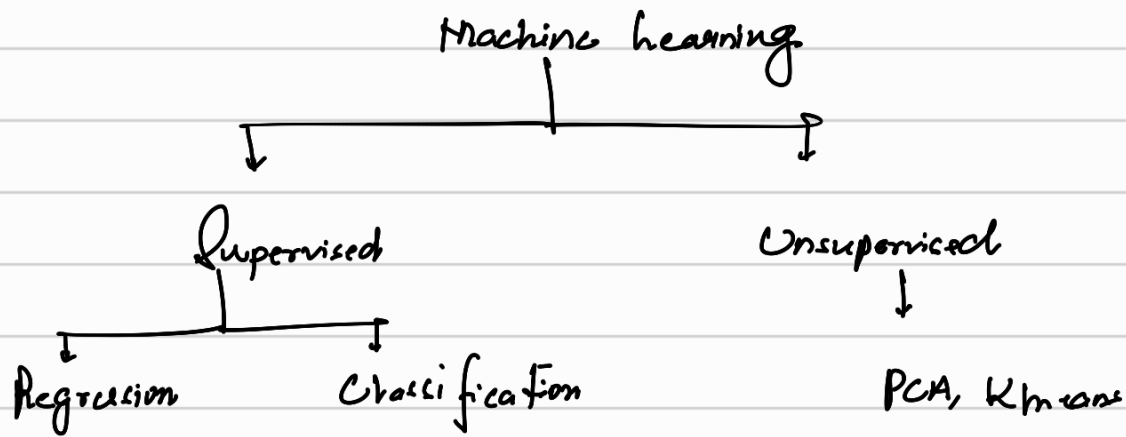 Machine Learning
Supervised Unsupervised
Regression Classification PCA, Kmeans